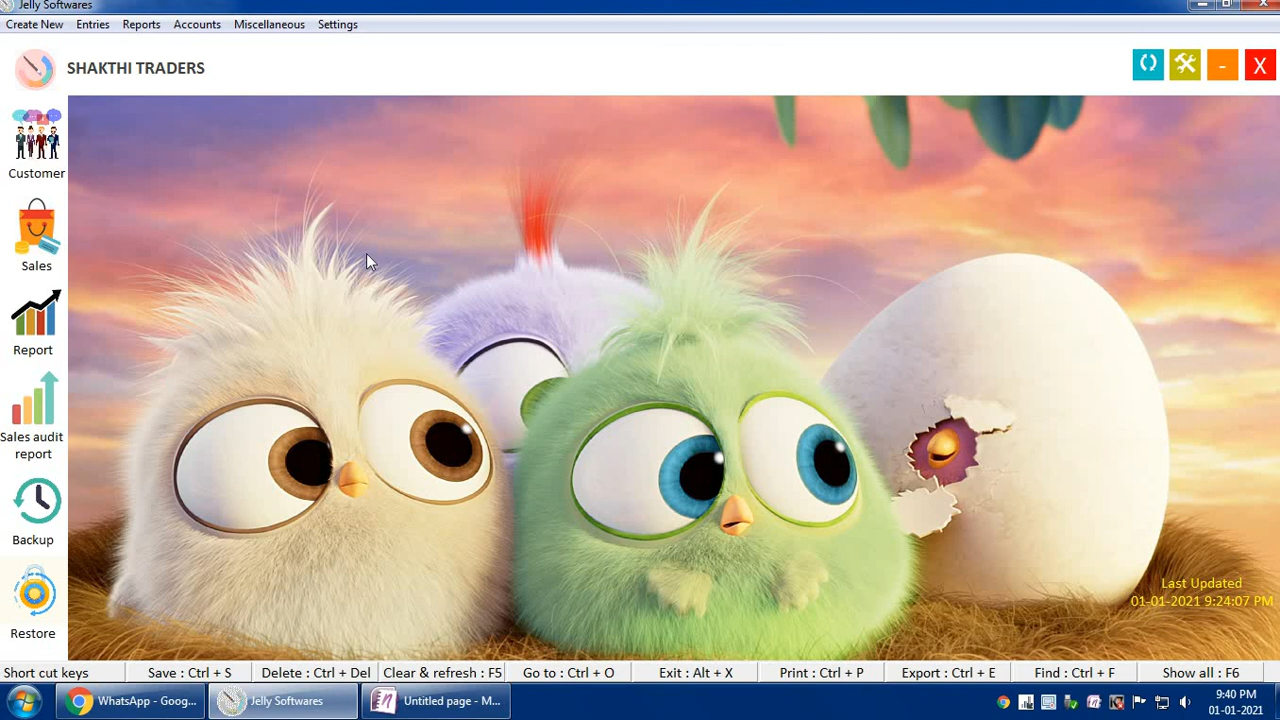 Jelly Softwares
Create New Entries Reports Accounts Miscellaneous Settings
SHAKTHI TRADERS
- X
Customer
Sales
Report
Sales audit
report
Backup
Restore
Last Updated
01-01-2021 9:24:07 PM
Short cut keys Save : Ctrl + S Delete : Ctrl + Del Clear & refresh : F5 Go to : Ctrl + O Exit : Alt + X Print : Ctrl + P Export : Ctrl + E Find : Ctrl + F Show all : F6
WhatsApp - Goog... Jelly Softwares Untitled page - M...
9:40 PM
01-01-2021